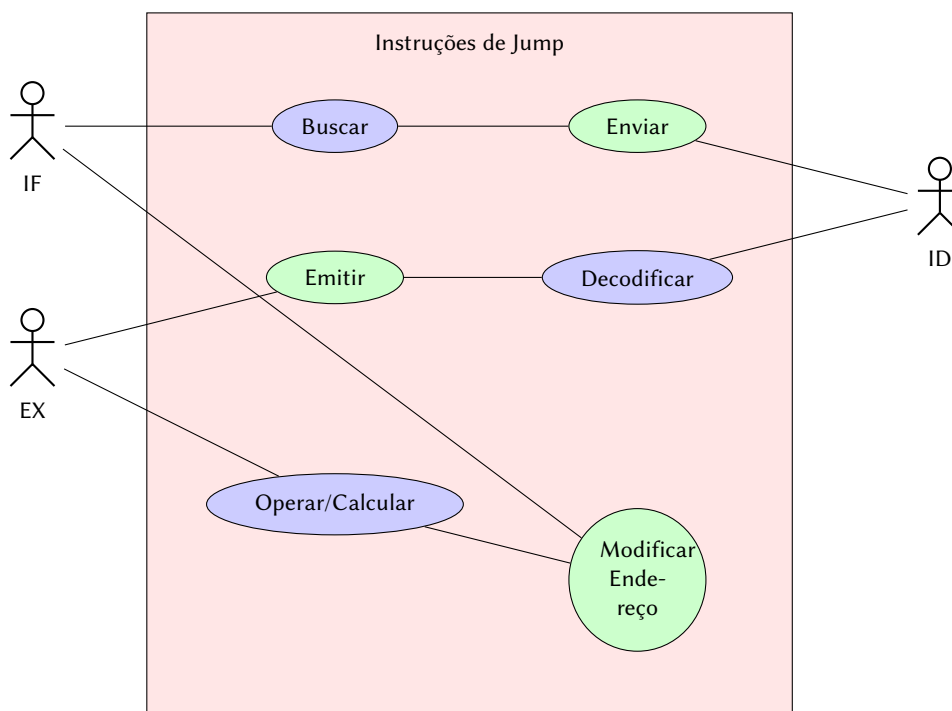 Instruções de Jump
Buscar
Enviar
IF
ID
Emitir
Decodificar
EX
Operar/Calcular
Modificar
Ende-
reço